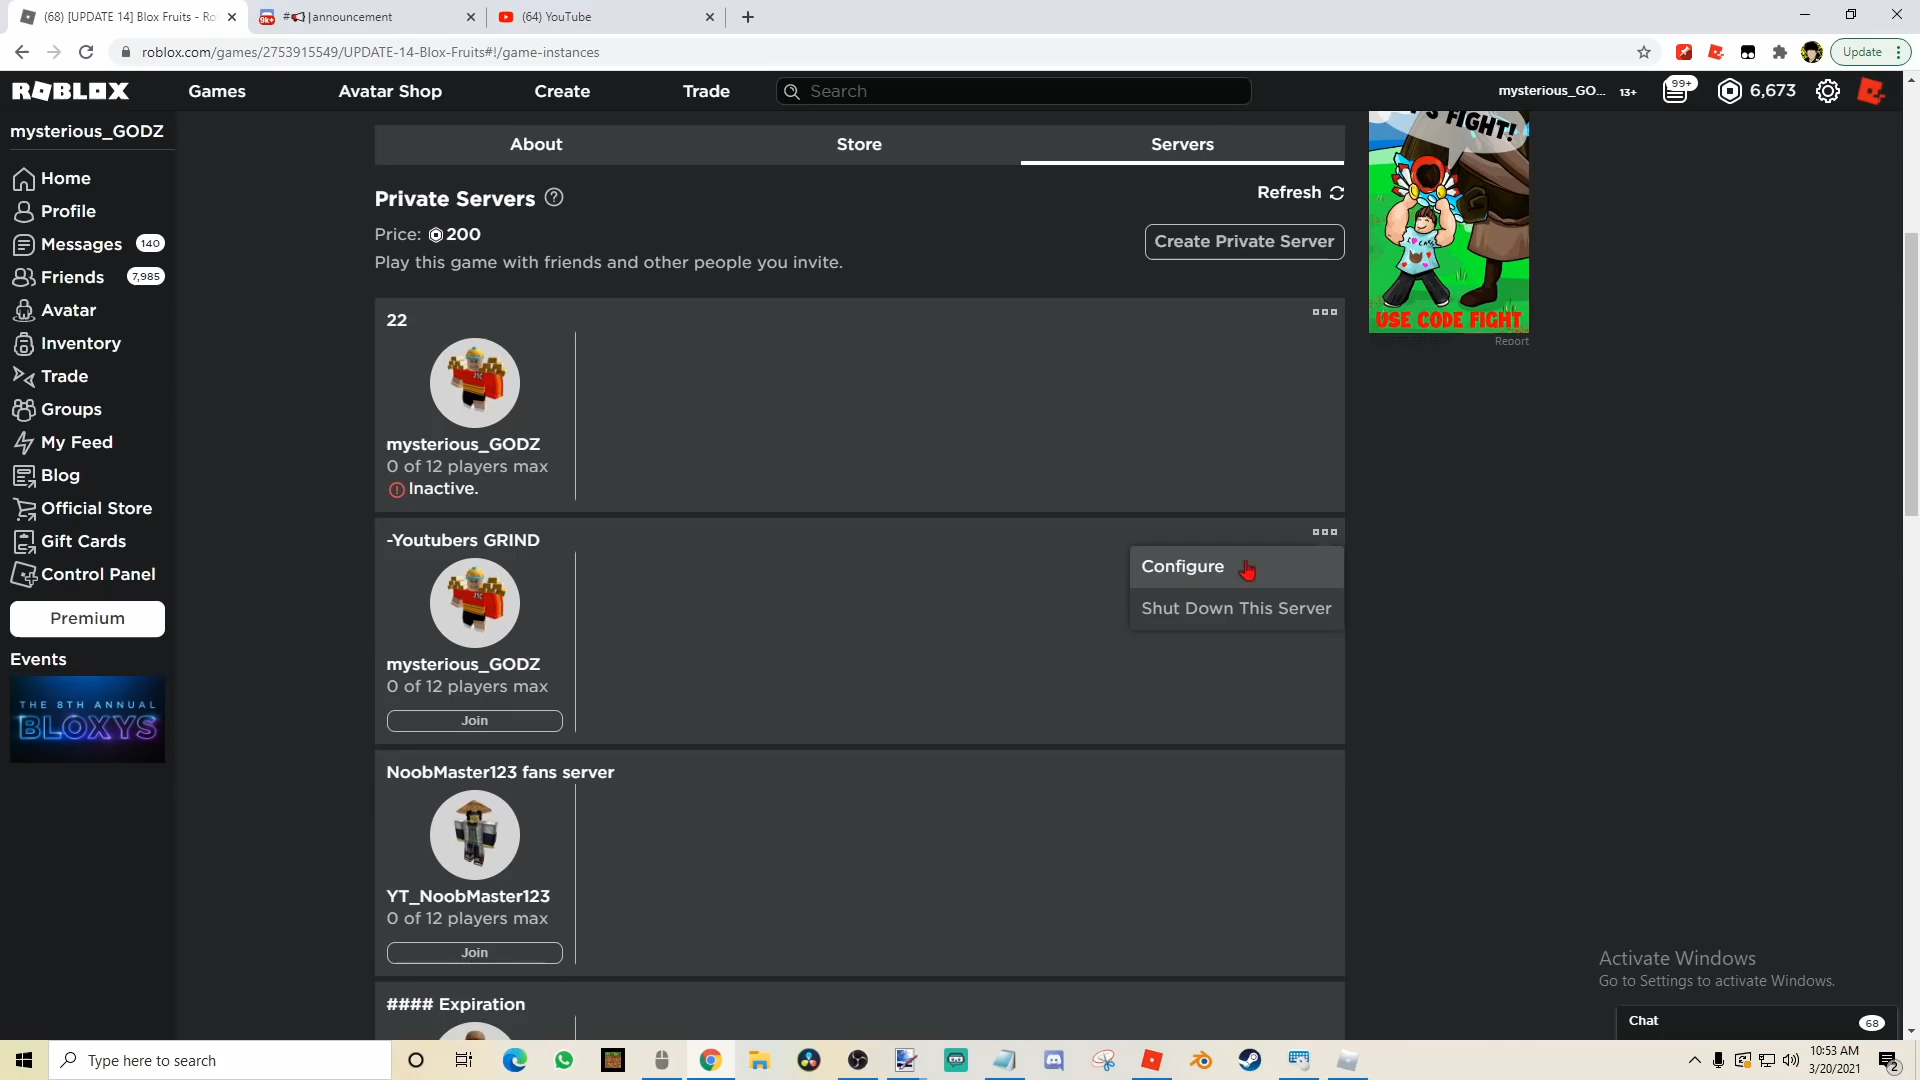 (68) [UPDATE 14] Blox Fruits - Ro
9k+
# | announcement
(64) YouTube
roblox.com/games/2753915549/UPDATE-14-Blox-Fruits#!/game-instances
Update
ROBLOX
Games
Avatar Shop
Create
Trade
Search
mysterious_GO... 13+
99+
6,673
mysterious_GODZ
Home
Profile
Messages 140
Friends 7,985
Avatar
Inventory
Trade
Groups
My Feed
Blog
Official Store
Gift Cards
Control Panel
Premium
Events
THE 8TH ANNUAL
BLOXYS
About
Store
Servers
Private Servers
Refresh
Price: 200
Create Private Server
Play this game with friends and other people you invite.
22
mysterious_GODZ
0 of 12 players max
Inactive.
-Youtubers GRIND
Configure
Shut Down This Server
mysterious_GODZ
0 of 12 players max
Join
NoobMaster123 fans server
YT_NoobMaster123
0 of 12 players max
Join
#### Expiration
FIGHT!
USE CODE FIGHT
Report
Activate Windows
Go to Settings to activate Windows.
Chat
68
Type here to search
10:53 AM
3/20/2021
2